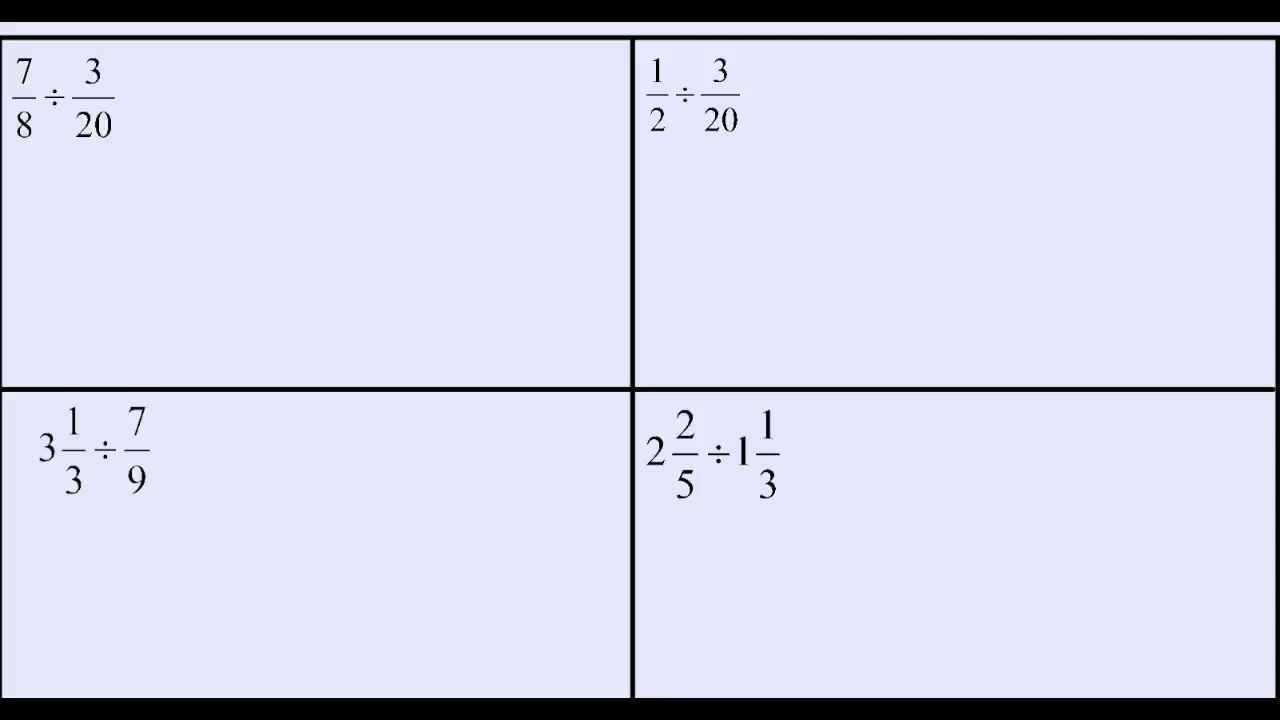 7/8 ÷ 3/20
1/2 ÷ 3/20
3 1/3 ÷ 7/9
2 2/5 ÷ 1 1/3